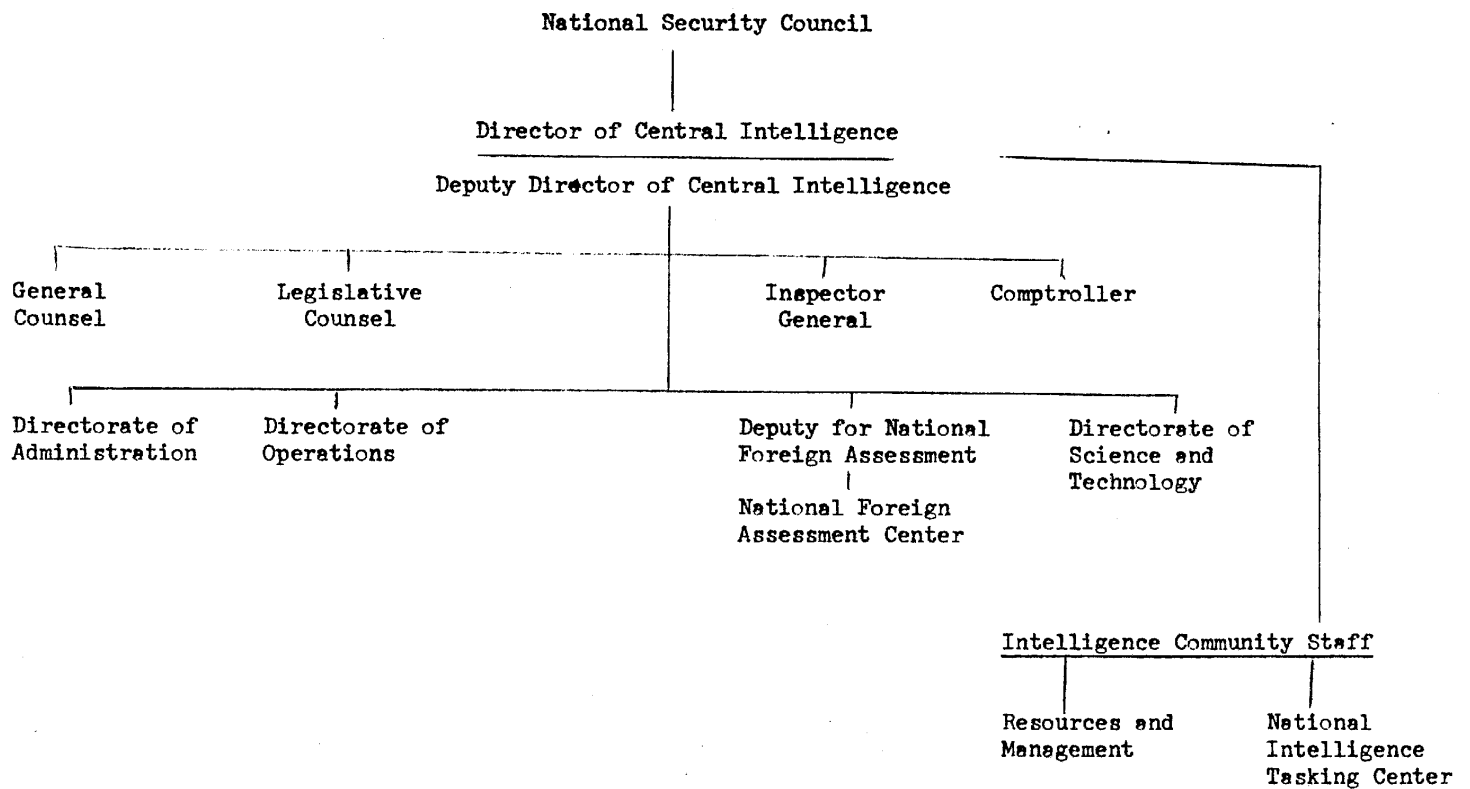 National Security Council
Director of Central Intelligence
Deputy Director of Central Intelligence
General
Counsel
Legislative
Counsel
Inspector
General
Comptroller
Directorate of
Administration
Directorate of
Operations
Deputy for National
Foreign Assessment
National Foreign
Assessment Center
Directorate of
Science and
Technology
Intelligence Community Staff
Resources and
Management
National
Intelligence
Tasking Center